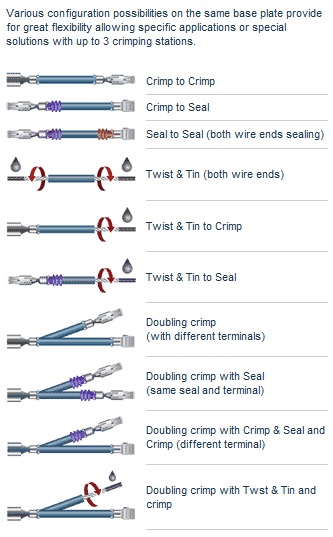 Various configuration possibilities on the same base plate provide
for great flexibility allowing specific applications or special
solutions with up to 3 crimping stations.
Crimp to Crimp
Crimp to Seal
Seal to Seal (both wire ends sealing)
Twist & Tin (both wire ends)
Twist & Tin to Crimp
Twist & Tin to Seal
Doubling crimp
(with different terminals)
Doubling crimp with Seal
(same seal and terminal)
Doubling crimp with Crimp & Seal and
Crimp (different terminal)
Doubling crimp with Twst & Tin and
crimp